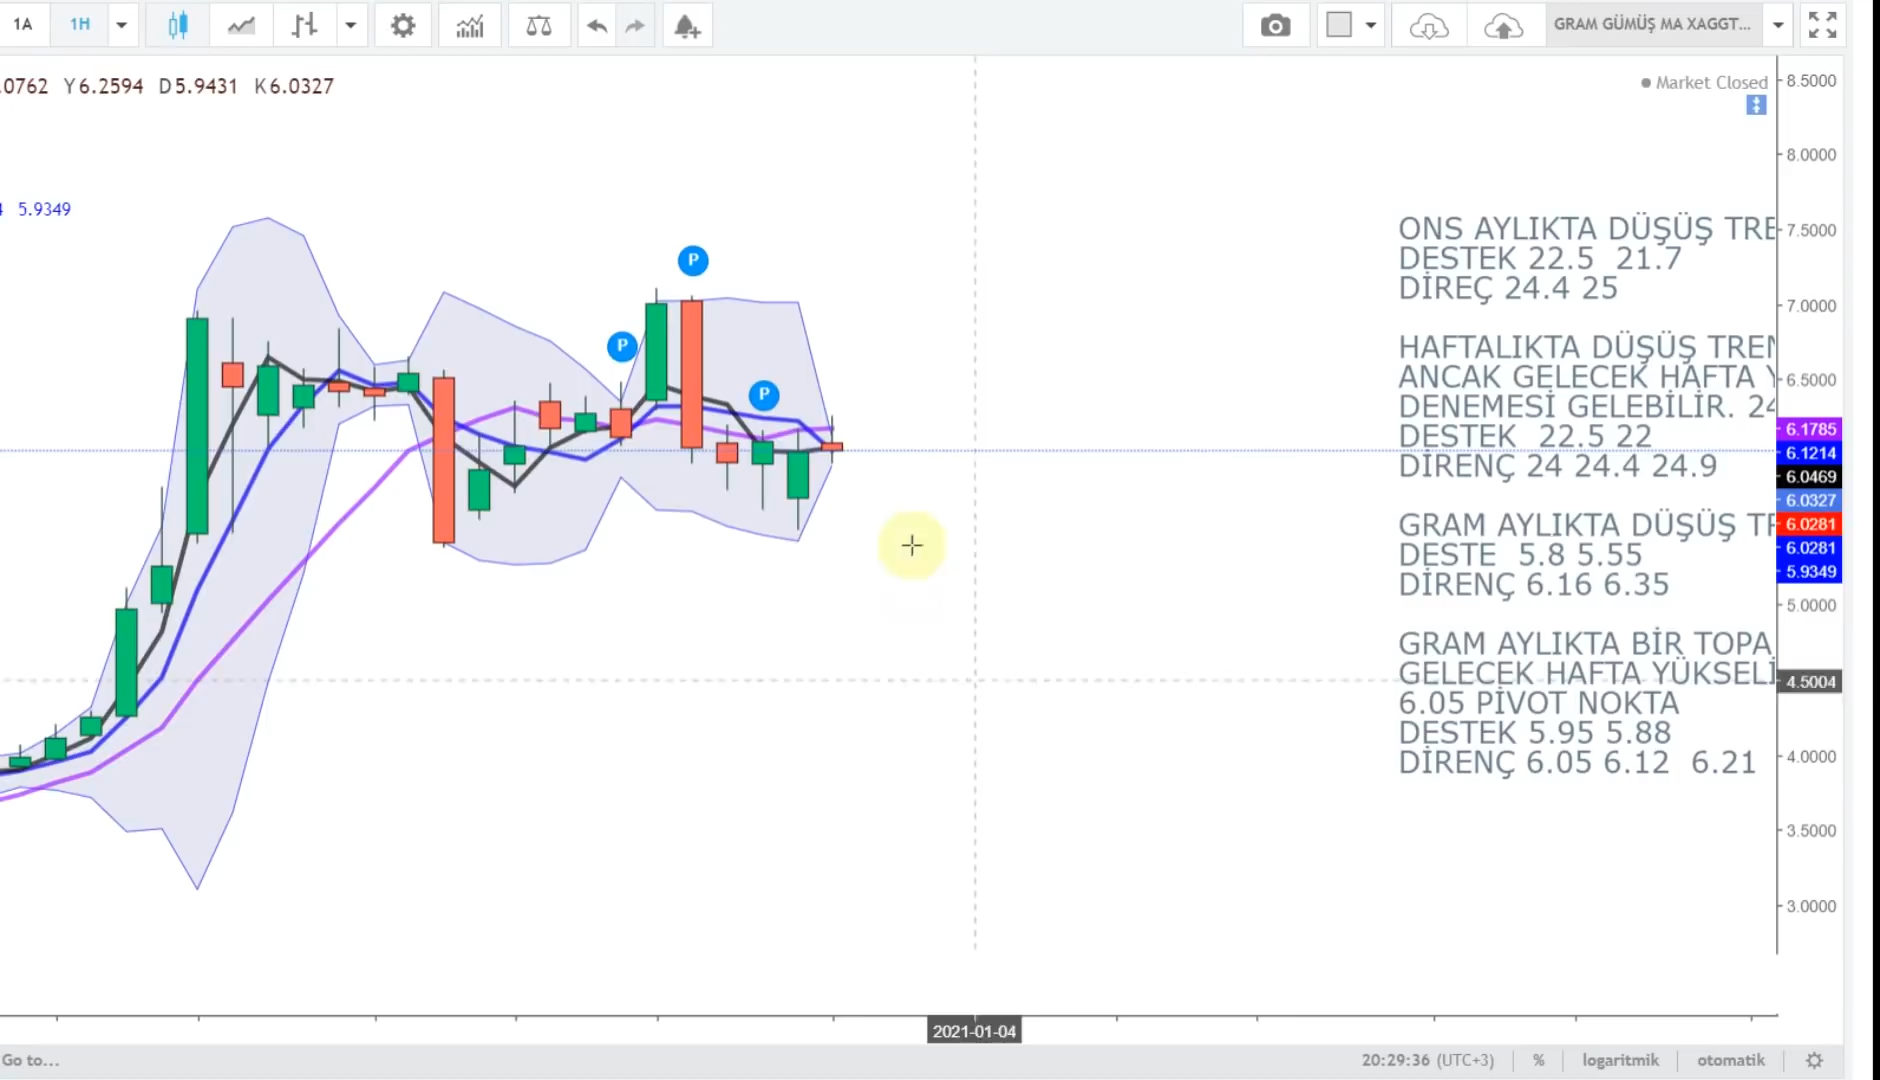 1A
1H
GRAM GÜMÜŞ MA XAGGT...
.0762 Y6.2594 D5.9431 K6.0327
Market Closed
5.9349
P
P
P
ONS AYLIKTA DÜŞÜŞ TRE
DESTEK 22.5 21.7
DİREÇ 24.4 25
HAFTALIKTA DÜŞÜŞ TREN
ANCAK GELECEK HAFTA Y
DENEMESİ GELEBİLİR. 24
DESTEK 22.5 22
DİRENÇ 24 24.4 24.9
GRAM AYLIKTA DÜŞÜŞ TR
DESTE 5.8 5.55
DİRENÇ 6.16 6.35
GRAM AYLIKTA BİR TOPA
GELECEK HAFTA YÜKSELİ
6.05 PİVOT NOKTA
DESTEK 5.95 5.88
DİRENÇ 6.05 6.12 6.21
8.5000
8.0000
7.5000
7.0000
6.5000
6.1785
6.1214
6.0469
6.0327
6.0281
6.0281
5.9349
5.0000
4.5004
4.0000
3.5000
3.0000
2021-01-04
Go to...
20:29:36 (UTC+3)
%
logaritmik
otomatik